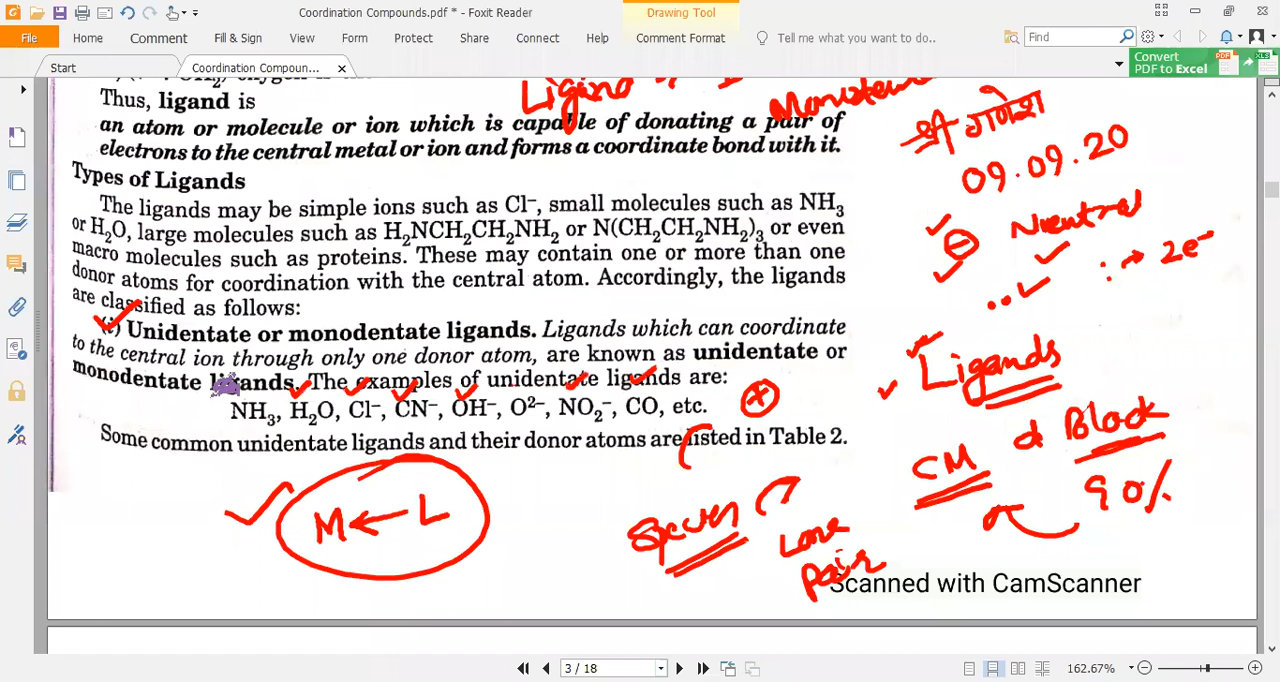 Coordination Compounds.pdf * - Foxit Reader
Drawing Tool
File
Home
Comment
Fill & Sign
View
Form
Protect
Share
Connect
Help
Comment Format
Tell me what you want to do..
Find
Start
Coordination Compoun...
Convert
PDF to Excel
Ligand
Thus, ligand is
an atom or molecule or ion which is capable of donating a pair of
electrons to the central metal or ion and forms a coordinate bond with it.
Types of Ligands
The ligands may be simple ions such as Cl⁻, small molecules such as NH₃
or H₂O, large molecules such as H₂NCH₂CH₂NH₂ or N(CH₂CH₂NH₂)₃ or even
macro molecules such as proteins. These may contain one or more than one
donor atoms for coordination with the central atom. Accordingly, the ligands
are classified as follows:
(i) Unidentate or monodentate ligands. Ligands which can coordinate
to the central ion through only one donor atom, are known as unidentate or
monodentate ligands. The examples of unidentate ligands are:
NH₃, H₂O, Cl⁻, CN⁻, OH⁻, O²⁻, NO₂⁻, CO, etc.
Some common unidentate ligands and their donor atoms are listed in Table 2.
M ← L
Lone
Pair
श्री गणेश
09.09.20
⊖ Neutral
: → 2e⁻
Ligands
⊕
CM d Block
90%
Scanned with CamScanner
3 / 18
162.67%